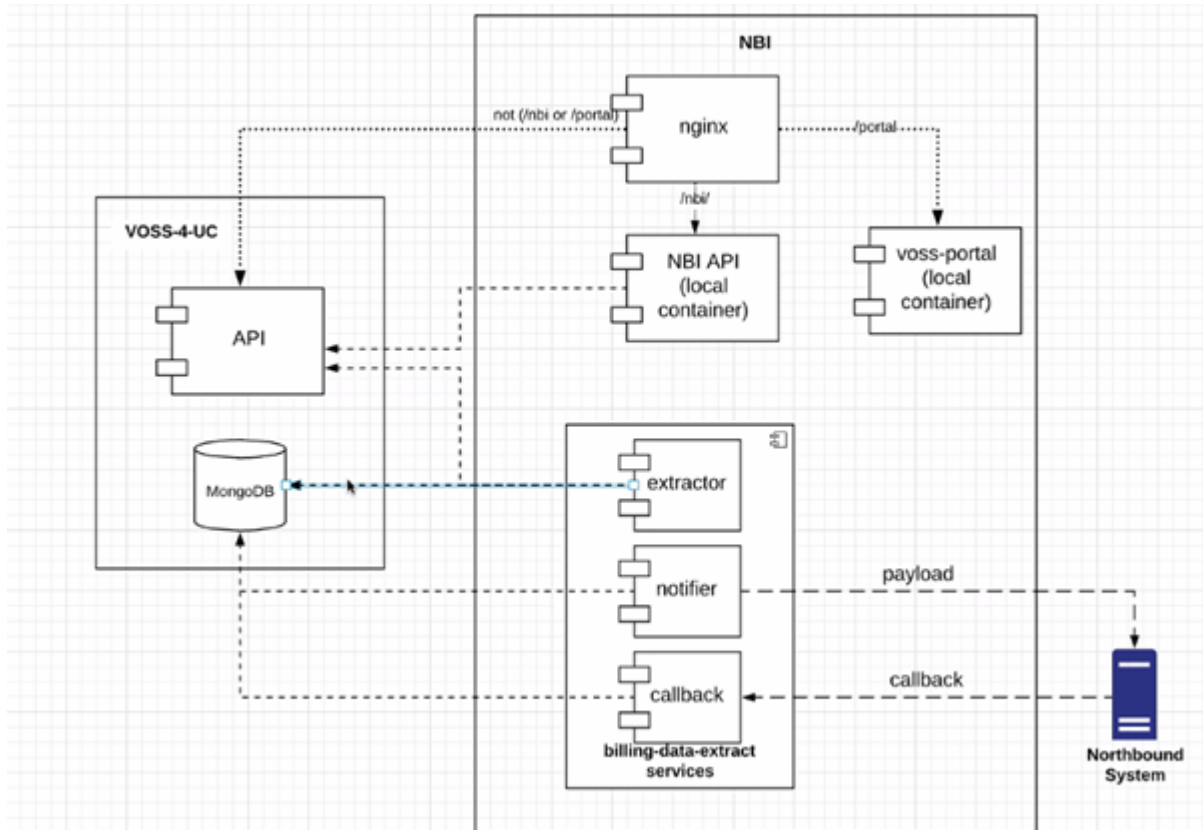 NBI
nginx
not (/nbi or /portal)
/portal
/nbi/
VOSS-4-UC
NBI API
(local
container)
voss-portal
(local
container)
API
MongoDB
extractor
notifier
payload
callback
callback
billing-data-extract
services
Northbound
System